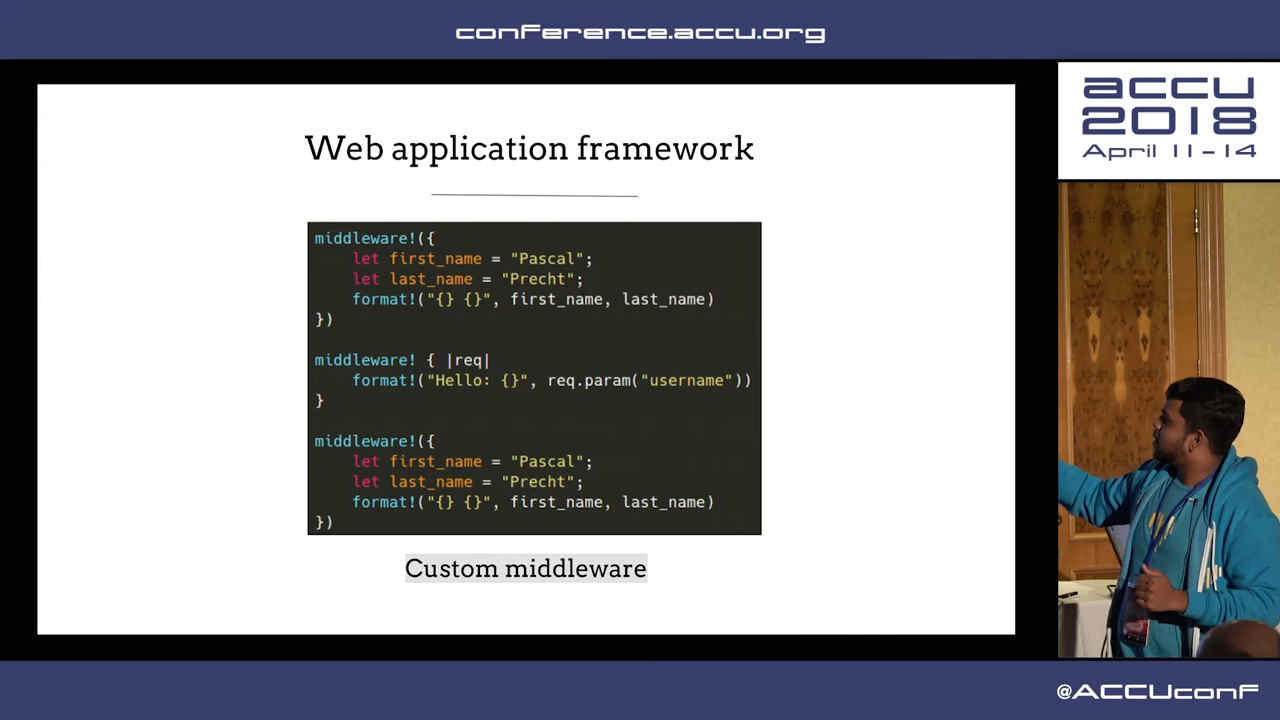 conference.accu.org
accu
2018
April 11-14
Web application framework
middleware!({
    let first_name = "Pascal";
    let last_name = "Precht";
    format!("{} {}", first_name, last_name)
})
middleware! { |req|
    format!("Hello: {}", req.param("username"))
}
middleware!({
    let first_name = "Pascal";
    let last_name = "Precht";
    format!("{} {}", first_name, last_name)
})
Custom middleware
@ACCUconf